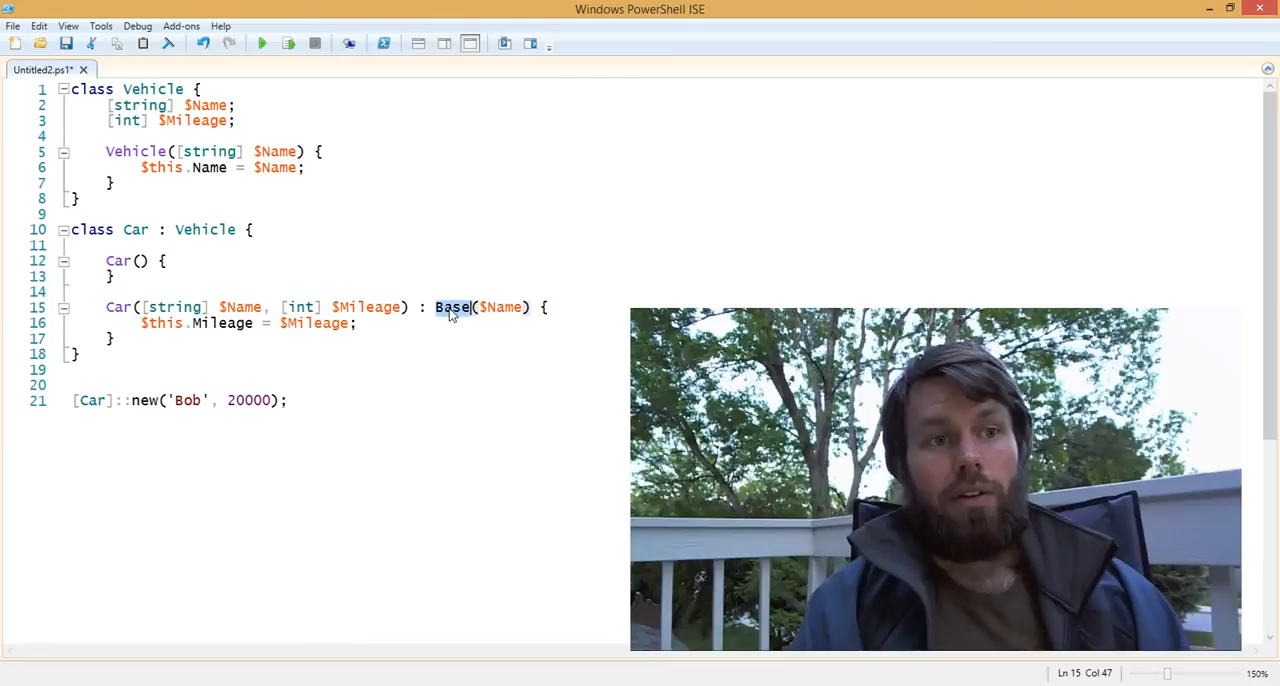 Windows PowerShell ISE
File Edit View Tools Debug Add-ons Help
Untitled2.ps1*
1 class Vehicle {
2 [string] $Name;
3 [int] $Mileage;
4
5 Vehicle([string] $Name) {
6 $this.Name = $Name;
7 }
8 }
9
10 class Car : Vehicle {
11
12 Car() {
13 }
14
15 Car([string] $Name, [int] $Mileage) : Base($Name) {
16 $this.Mileage = $Mileage;
17 }
18 }
19
20
21 [Car]::new('Bob', 20000);
Ln 15 Col 47 150%